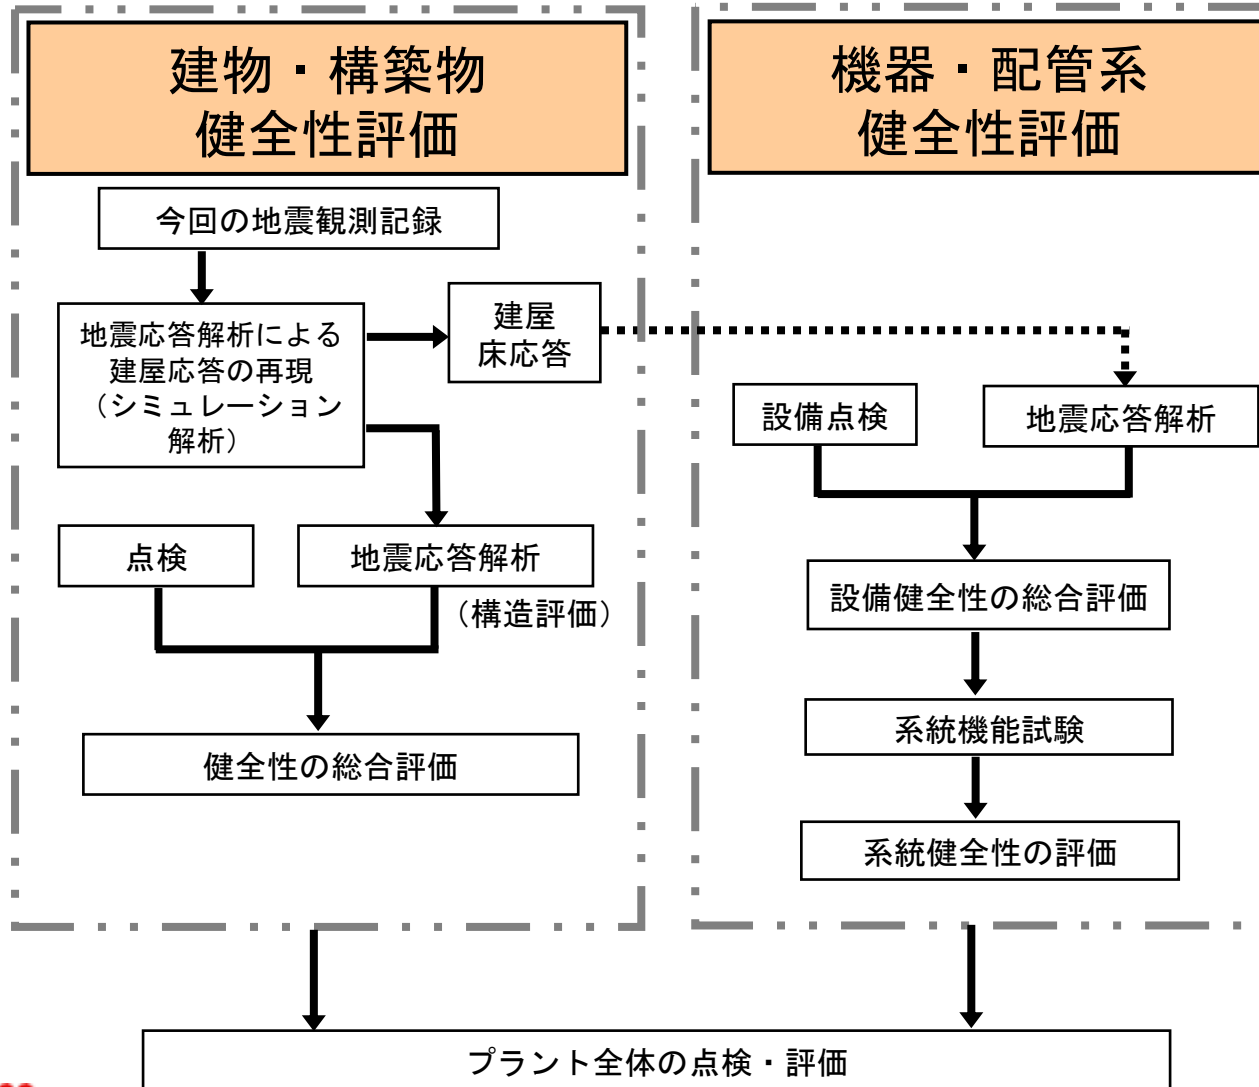 建物・構築物
健全性評価
今回の地震観測記録
地震応答解析による
建屋応答の再現
（シミュレーション
解析）
建屋
床応答
点検
地震応答解析
（構造評価）
健全性の総合評価
機器・配管系
健全性評価
設備点検
地震応答解析
設備健全性の総合評価
系統機能試験
系統健全性の評価
プラント全体の点検・評価